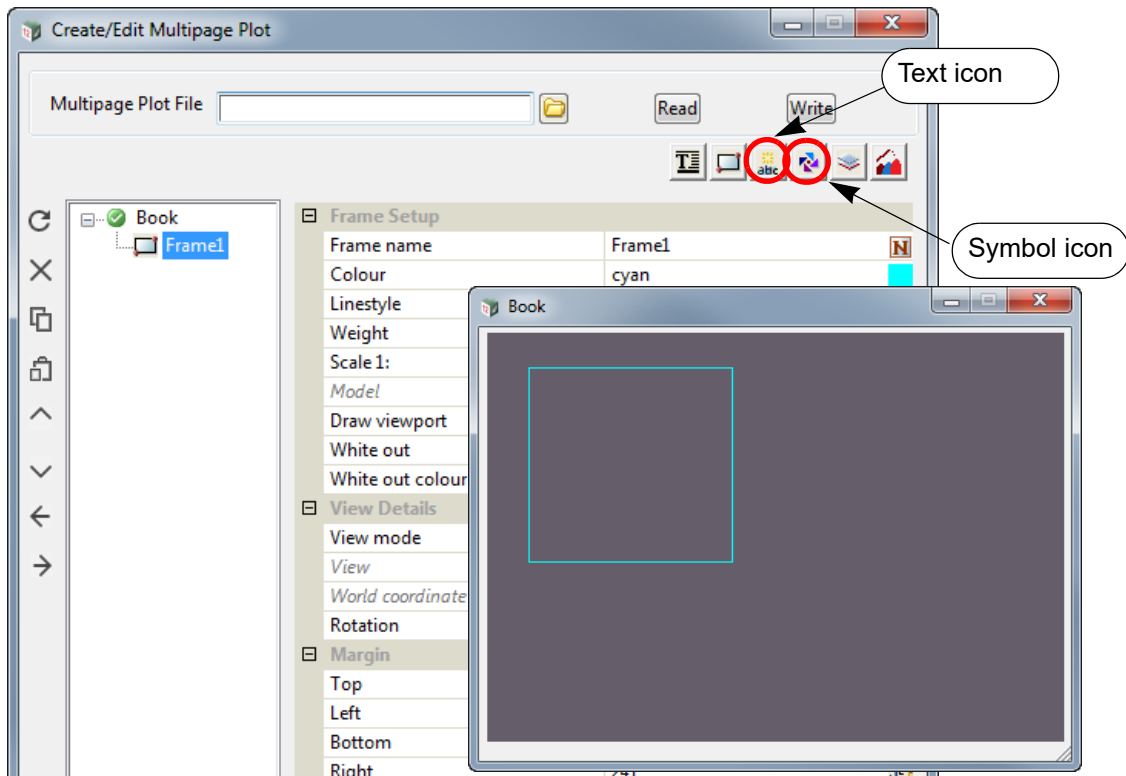 Create/Edit Multipage Plot
Text icon
Multipage Plot File
Read
Write
T
abc
Symbol icon
Book
Frame1
Frame Setup
Frame name Frame1 N
Colour cyan
Linestyle
Weight
Scale 1:
Model
Draw viewport
White out
White out colour
View Details
View mode
View
World coordinate
Rotation
Margin
Top
Left
Bottom
Right
Book